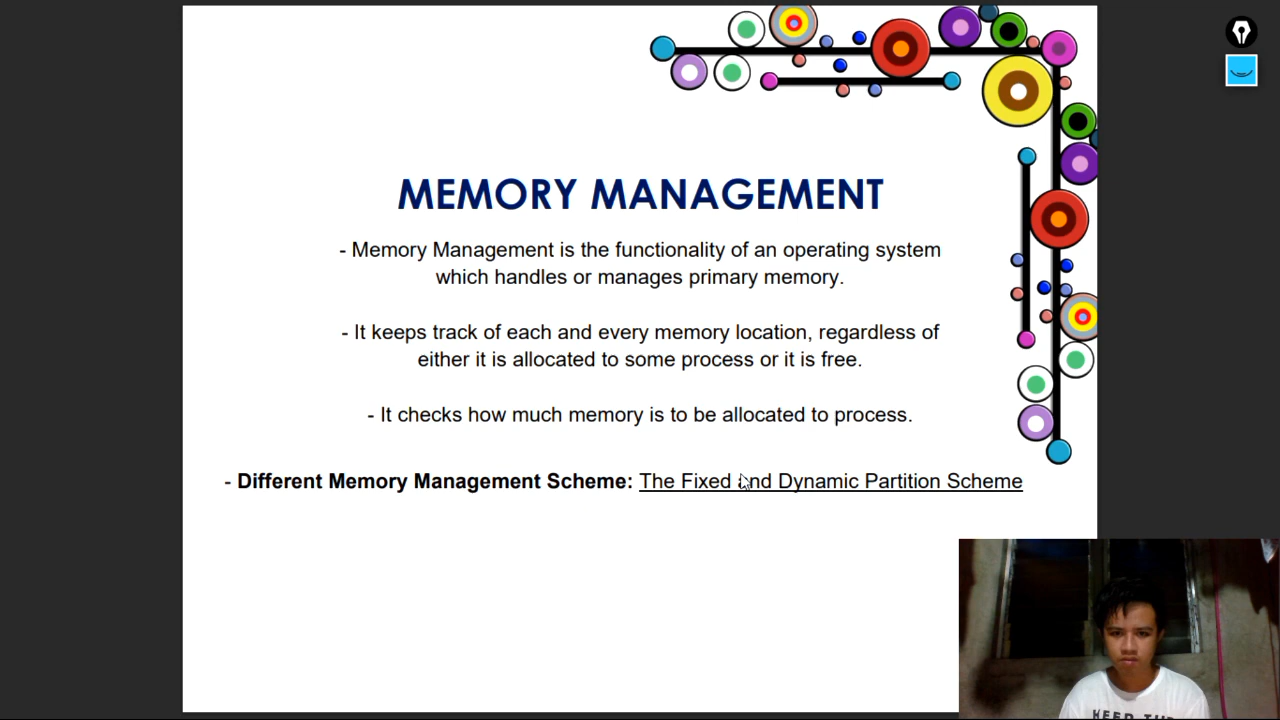 MEMORY MANAGEMENT
- Memory Management is the functionality of an operating system
which handles or manages primary memory.
- It keeps track of each and every memory location, regardless of
either it is allocated to some process or it is free.
- It checks how much memory is to be allocated to process.
- Different Memory Management Scheme: The Fixed and Dynamic Partition Scheme